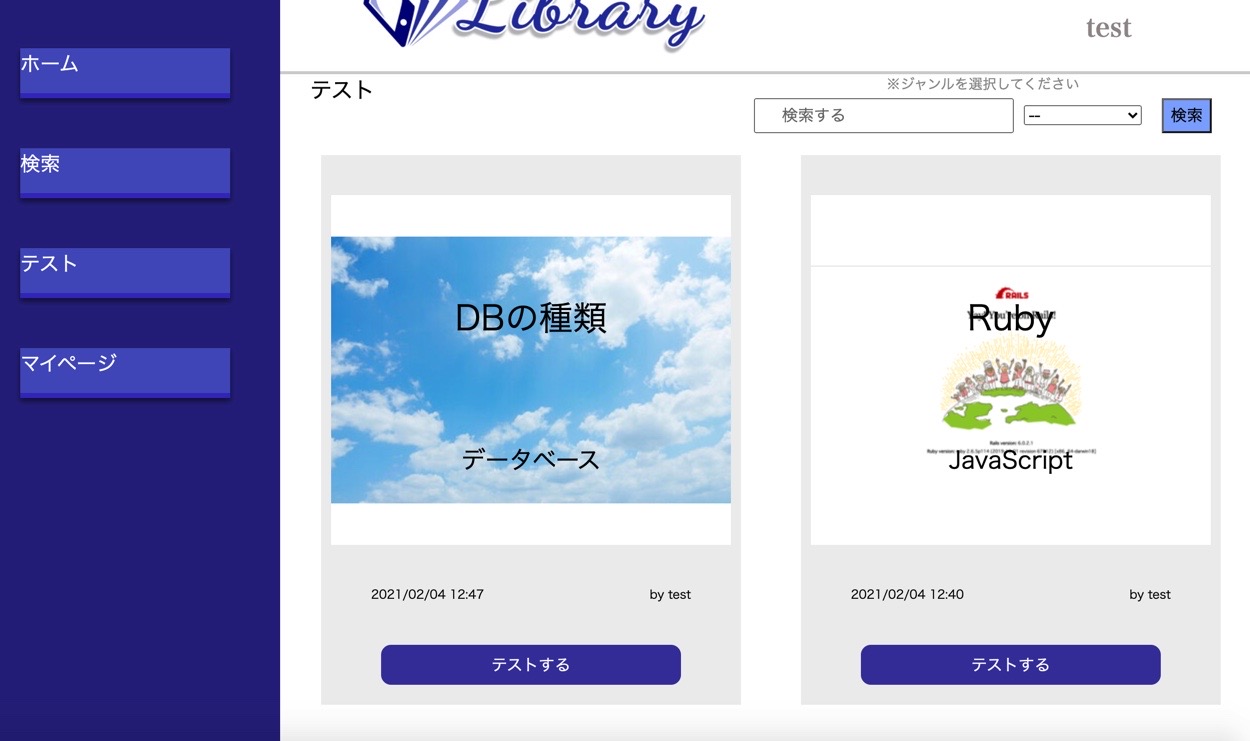 Library
test
ホーム
検索
テスト
マイページ
テスト
※ジャンルを選択してください
検索する
--
検索
DBの種類
データベース
2021/02/04 12:47
by test
テストする
RAILS
Ruby
Rails version: 6.0.2.1
JavaScript
2021/02/04 12:40
by test
テストする